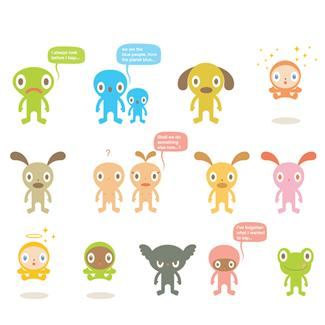 I always look
before I leap...
we are the
blue people, from
the planet blue...
?
Shall we do
something
else now...?
I've forgotten
what I wanted
to say...